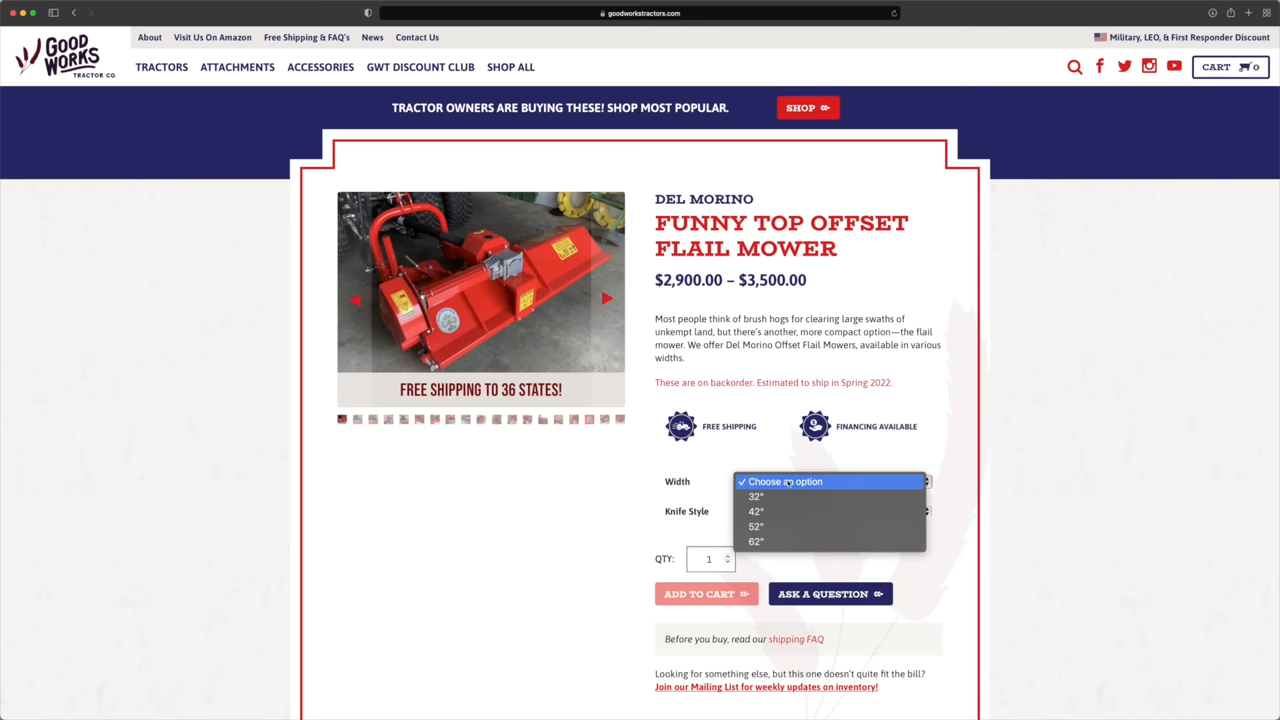 goodworkstractors.com
GOOD
WORKS
TRACTOR CO.
About Visit Us On Amazon Free Shipping & FAQ's News Contact Us
Military, LEO, & First Responder Discount
TRACTORS ATTACHMENTS ACCESSORIES GWT DISCOUNT CLUB SHOP ALL
CART 0
TRACTOR OWNERS ARE BUYING THESE! SHOP MOST POPULAR.
SHOP
FREE SHIPPING TO 36 STATES!
DEL MORINO
FUNNY TOP OFFSET
FLAIL MOWER
$2,900.00 – $3,500.00
Most people think of brush hogs for clearing large swaths of
unkempt land, but there's another, more compact option—the flail
mower. We offer Del Morino Offset Flail Mowers, available in various
widths.
These are on backorder. Estimated to ship in Spring 2022.
FREE SHIPPING
FINANCING AVAILABLE
Width
✓ Choose an option
32"
42"
52"
62"
Knife Style
QTY: 1
ADD TO CART
ASK A QUESTION
Before you buy, read our shipping FAQ
Looking for something else, but this one doesn't quite fit the bill?
Join our Mailing List for weekly updates on inventory!